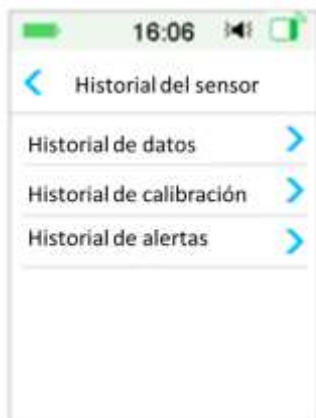 16:06
Historial del sensor
Historial de datos
Historial de calibración
Historial de alertas